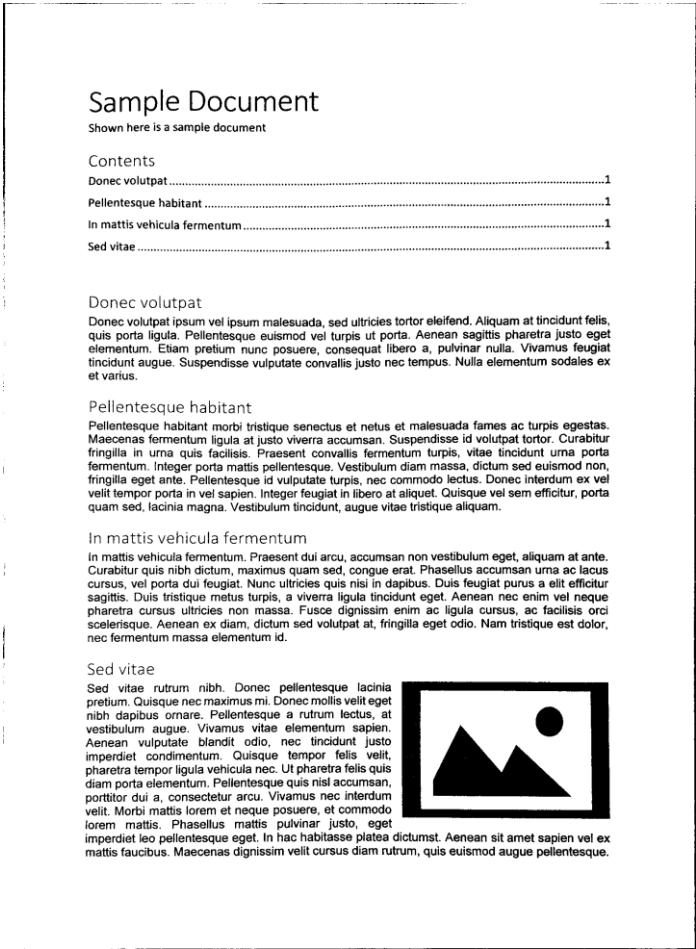 Sample Document
Shown here is a sample document
Contents
Donec volutpat.....1
Pellentesque habitant.....1
In mattis vehicula fermentum.....1
Sed vitae.....1
Donec volutpat
Donec volutpat ipsum vel ipsum malesuada, sed ultricies tortor eleifend. Aliquam at tincidunt felis,
quis porta ligula. Pellentesque euismod vel turpis ut porta. Aenean sagittis pharetra justo eget
elementum. Etiam pretium nunc posuere, consequat libero a, pulvinar nulla. Vivamus feugiat
tincidunt augue. Suspendisse vulputate convallis justo nec tempus. Nulla elementum sodales ex
et varius.
Pellentesque habitant
Pellentesque habitant morbi tristique senectus et netus et malesuada fames ac turpis egestas.
Maecenas fermentum ligula at justo viverra accumsan. Suspendisse id volutpat tortor. Curabitur
fringilla in urna quis facilisis. Praesent convallis fermentum turpis, vitae tincidunt urna porta
fermentum. Integer porta mattis pellentesque. Vestibulum diam massa, dictum sed euismod non,
fringilla eget ante. Pellentesque id vulputate turpis, nec commodo lectus. Donec interdum ex vel
velit tempor porta in vel sapien. Integer feugiat in libero at aliquet. Quisque vel sem efficitur, porta
quam sed, lacinia magna. Vestibulum tincidunt, augue vitae tristique aliquam.
In mattis vehicula fermentum
In mattis vehicula fermentum. Praesent dui arcu, accumsan non vestibulum eget, aliquam at ante.
Curabitur quis nibh dictum, maximus quam sed, congue erat. Phasellus accumsan urna ac lacus
cursus, vel porta dui feugiat. Nunc ultricies quis nisi in dapibus. Duis feugiat purus a elit efficitur
sagittis. Duis tristique metus turpis, a viverra ligula tincidunt eget. Aenean nec enim vel neque
pharetra cursus ultricies non massa. Fusce dignissim enim ac ligula cursus, ac facilisis orci
scelerisque. Aenean ex diam, dictum sed volutpat at, fringilla eget odio. Nam tristique est dolor,
nec fermentum massa elementum id.
Sed vitae
Sed vitae rutrum nibh. Donec pellentesque lacinia
pretium. Quisque nec maximus mi. Donec mollis velit eget
nibh dapibus ornare. Pellentesque a rutrum lectus, at
vestibulum augue. Vivamus vitae elementum sapien.
Aenean vulputate blandit odio, nec tincidunt justo
imperdiet condimentum. Quisque tempor felis velit,
pharetra tempor ligula vehicula nec. Ut pharetra felis quis
diam porta elementum. Pellentesque quis nisl accumsan,
porttitor dui a, consectetur arcu. Vivamus nec interdum
velit. Morbi mattis lorem et neque posuere, et commodo
lorem mattis. Phasellus mattis pulvinar justo, eget
imperdiet leo pellentesque eget. In hac habitasse platea dictumst. Aenean sit amet sapien vel ex
mattis faucibus. Maecenas dignissim velit cursus diam rutrum, quis euismod augue pellentesque.